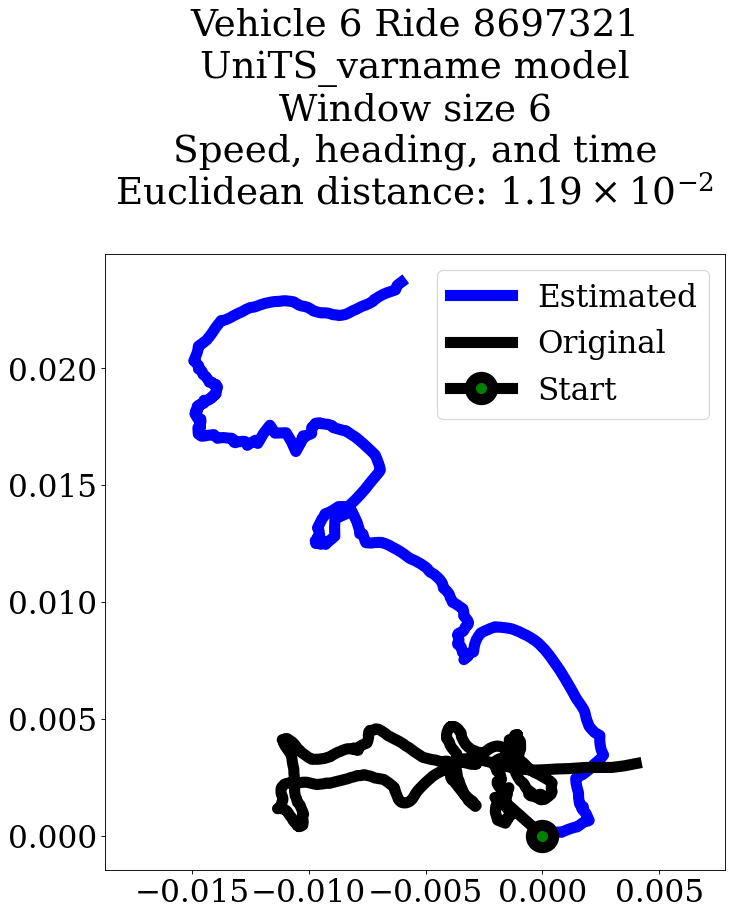 Vehicle 6 Ride 8697321
UniTS_varname model
Window size 6
Speed, heading, and time
Euclidean distance: 1.19 × 10⁻²
Estimated
Original
Start
0.020
0.015
0.010
0.005
0.000
−0.015 −0.010 −0.005 0.000 0.005